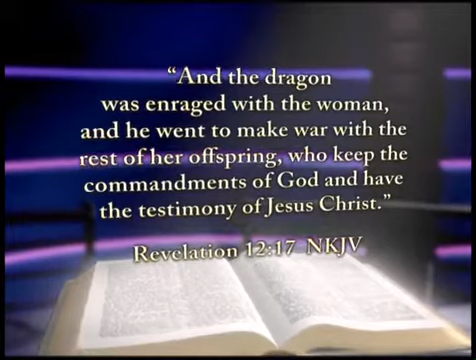 “And the dragon
was enraged with the woman,
and he went to make war with the
rest of her offspring, who keep the
commandments of God and have
the testimony of Jesus Christ.”
Revelation 12:17 NKJV